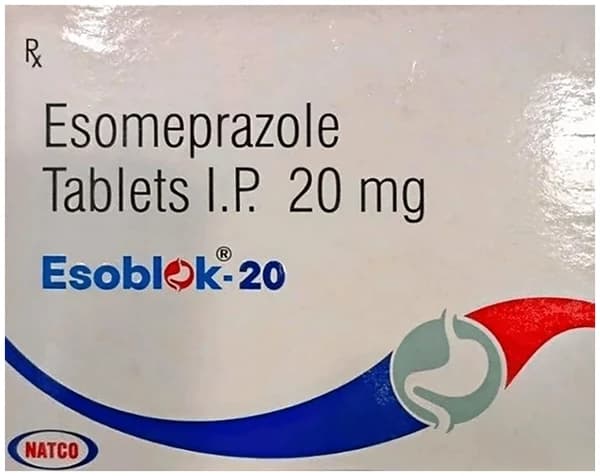 Rx
Esomeprazole
Tablets I.P. 20 mg
Esoblok®-20
NATCO